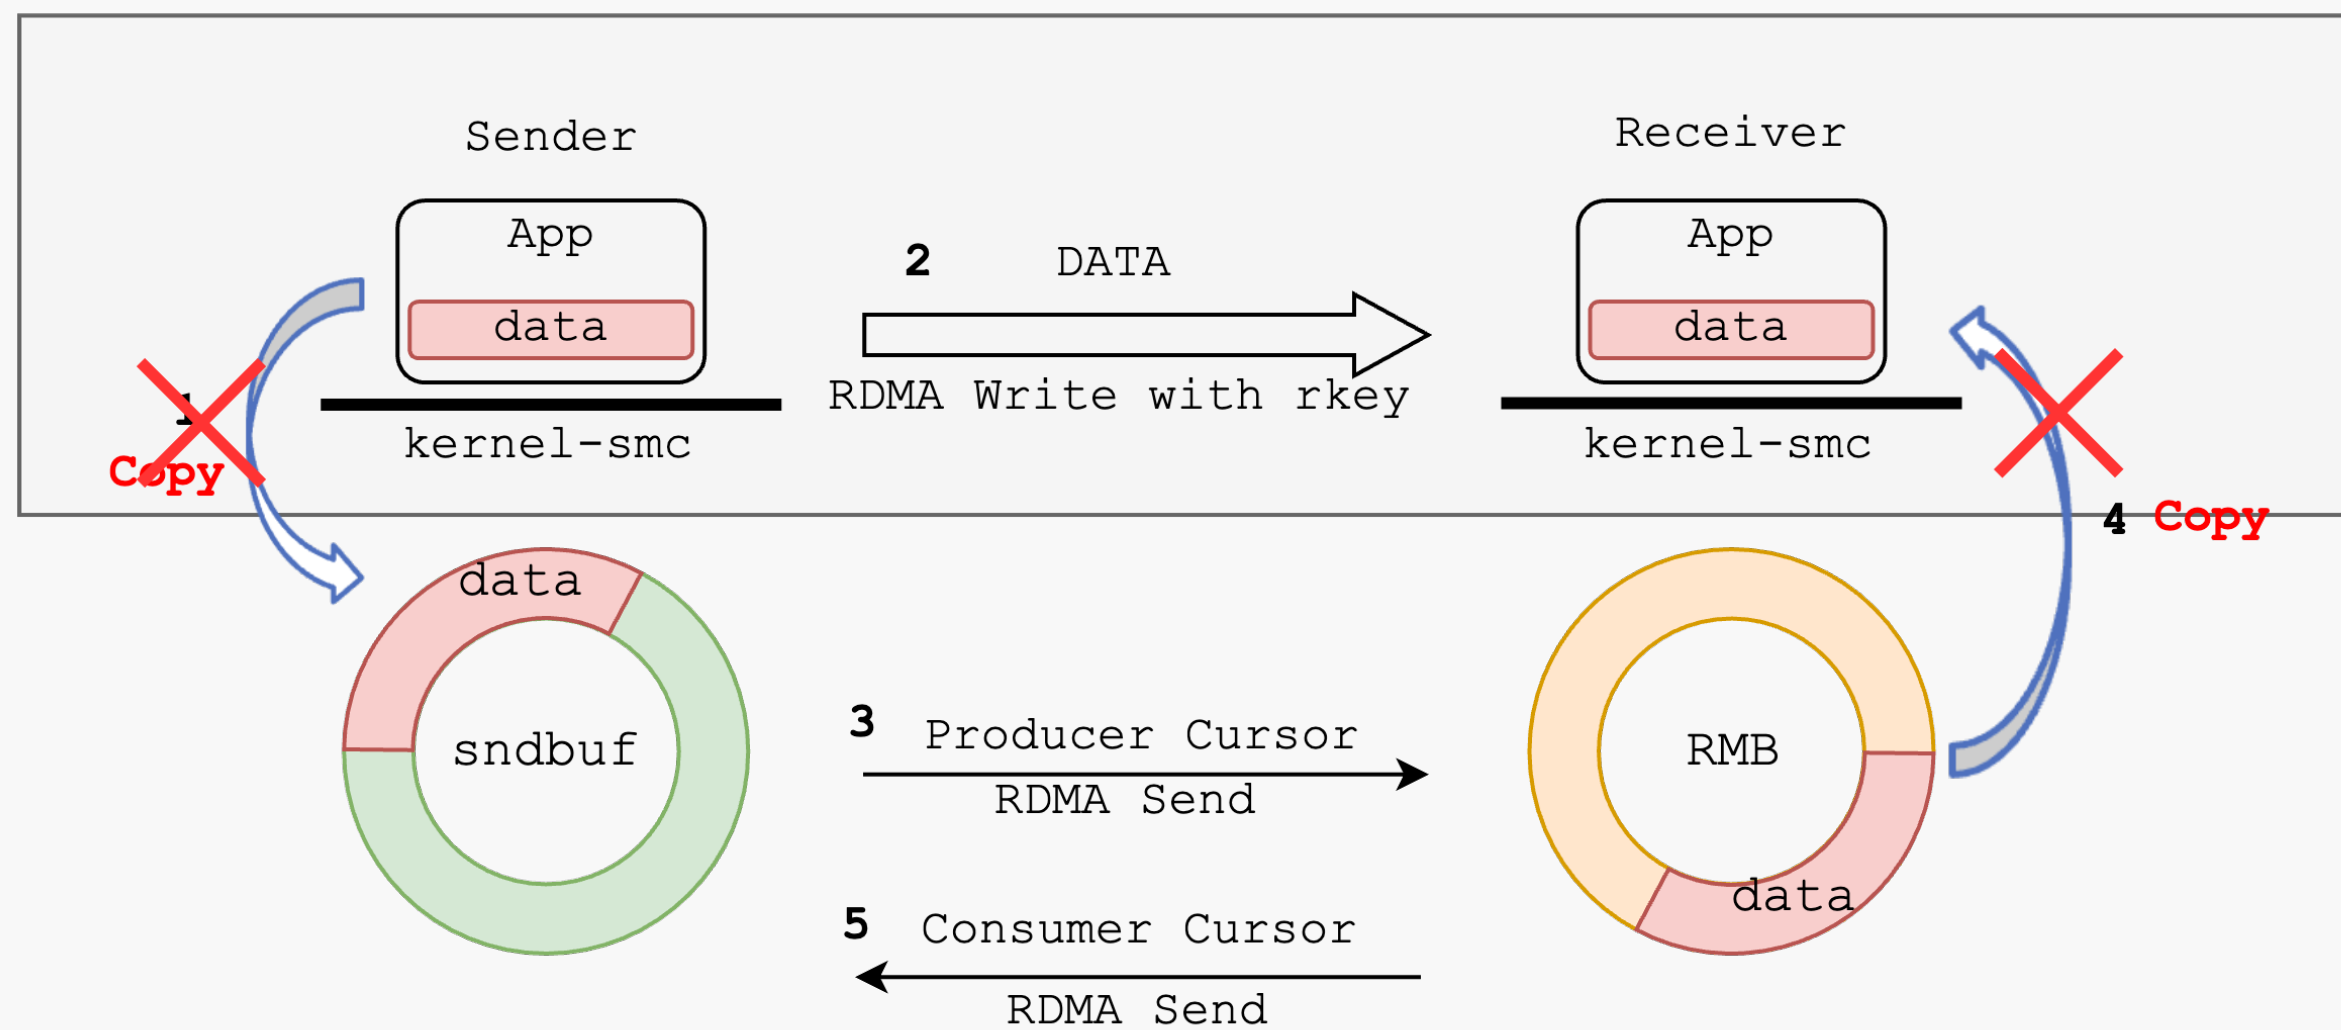 Sender
Receiver
App
data
kernel-smc
2
DATA
RDMA Write with rkey
App
data
kernel-smc
1
Copy
4 Copy
data
sndbuf
3
Producer Cursor
RDMA Send
RMB
data
5
Consumer Cursor
RDMA Send